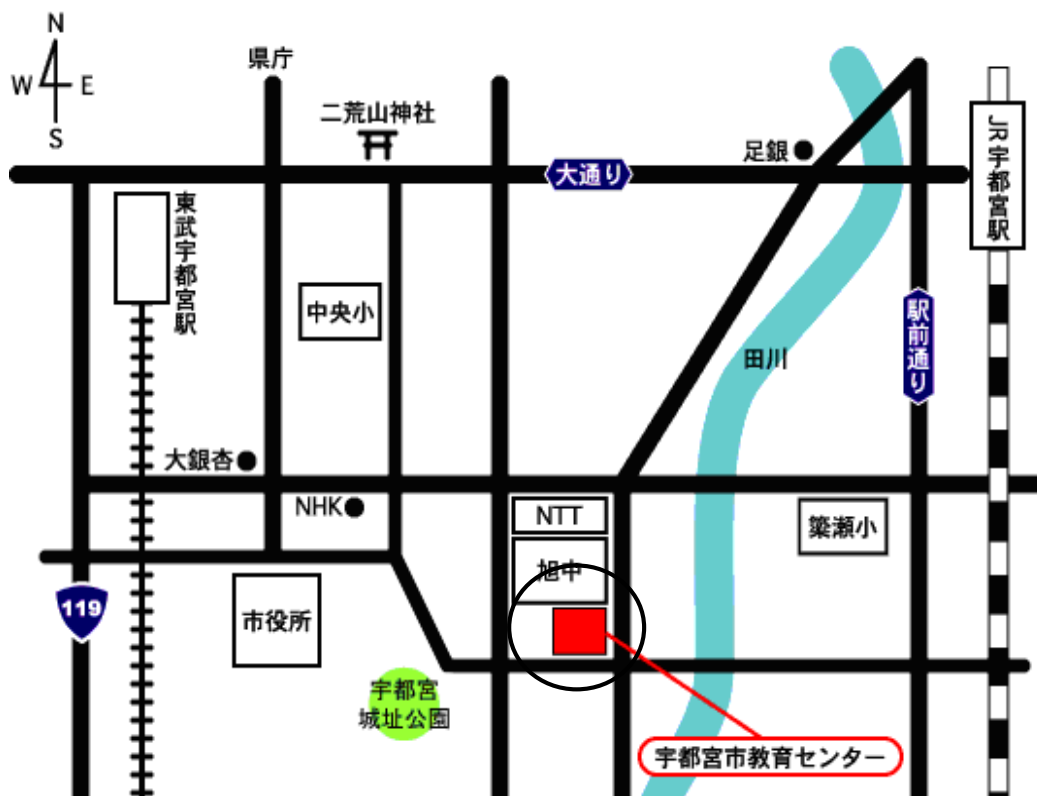 N
W E
S
県庁
二荒山神社
足銀
大通り
JR宇都宮駅
東武宇都宮駅
中央小
駅前通り
田川
大銀杏
NHK
NTT
簗瀬小
旭中
119
市役所
宇都宮
城址公園
宇都宮市教育センター